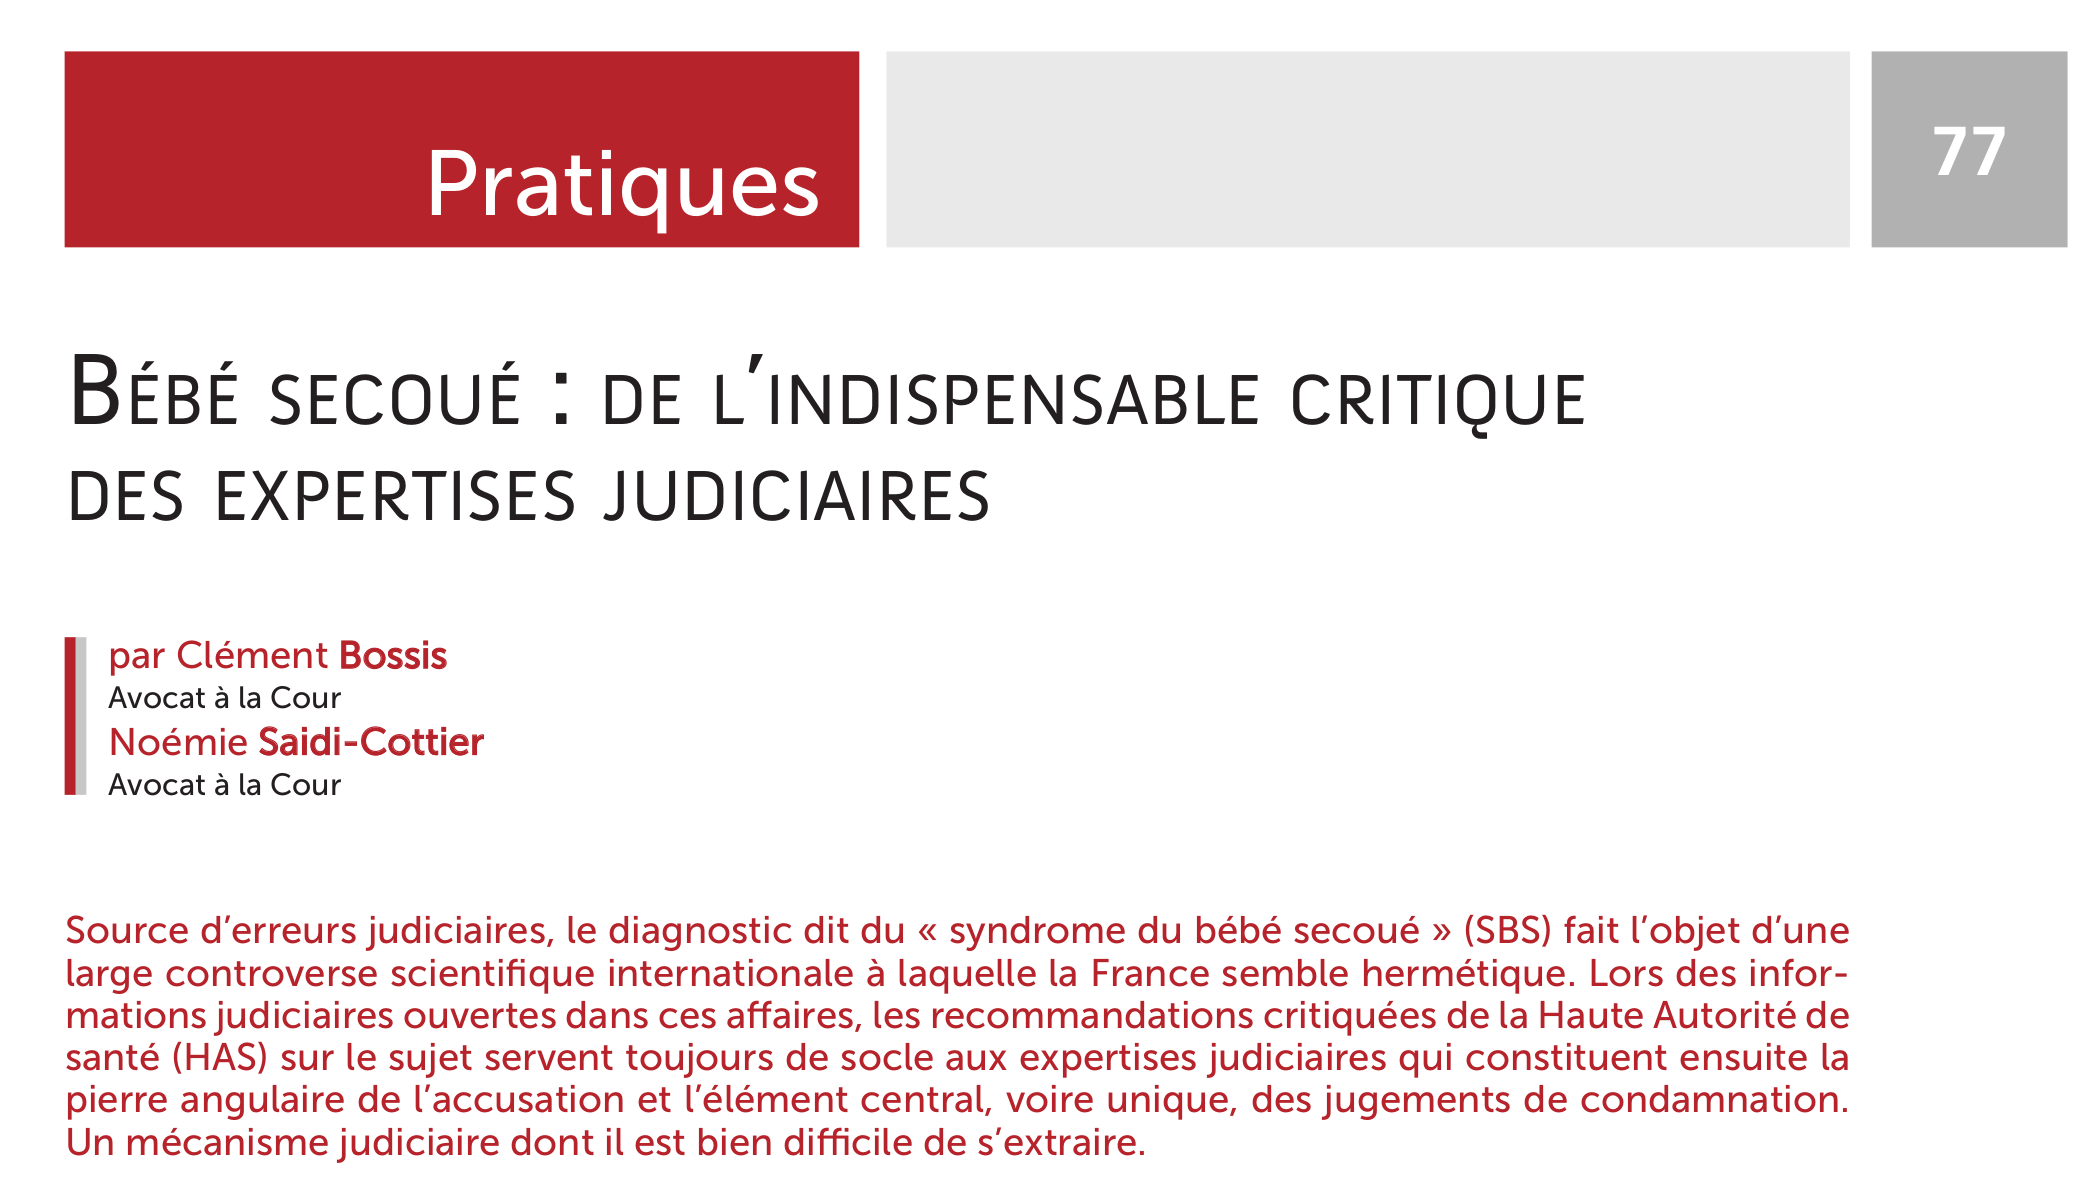 Pratiques
77
Bébé secoué : de l’indispensable critique
des expertises judiciaires
par Clément Bossis
Avocat à la Cour
Noémie Saidi-Cottier
Avocat à la Cour
Source d’erreurs judiciaires, le diagnostic dit du « syndrome du bébé secoué » (SBS) fait l’objet d’une
large controverse scientifique internationale à laquelle la France semble hermétique. Lors des infor-
mations judiciaires ouvertes dans ces affaires, les recommandations critiquées de la Haute Autorité de
santé (HAS) sur le sujet servent toujours de socle aux expertises judiciaires qui constituent ensuite la
pierre angulaire de l’accusation et l’élément central, voire unique, des jugements de condamnation.
Un mécanisme judiciaire dont il est bien difficile de s’extraire.